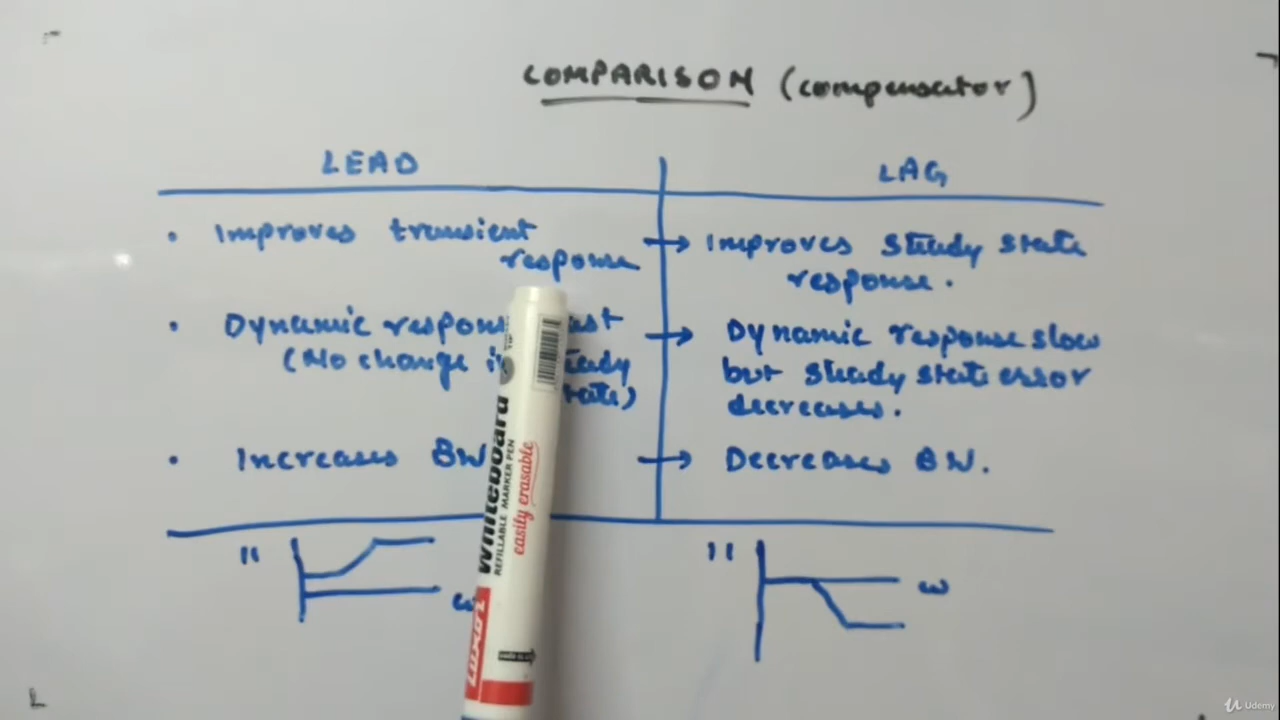 COMPARISON (compensator)
LEAD
LAG
• Improves transient
response
→ Improves steady state
response.
• Dynamic
(No change
→ Dynamic response slow
but steady state error
decreases.
• Increases BW
→ Decreases BW.
"
ω
"
ω
Whiteboard
REFILLABLE MARKER PEN
easily erasable
LUXOR
Udemy